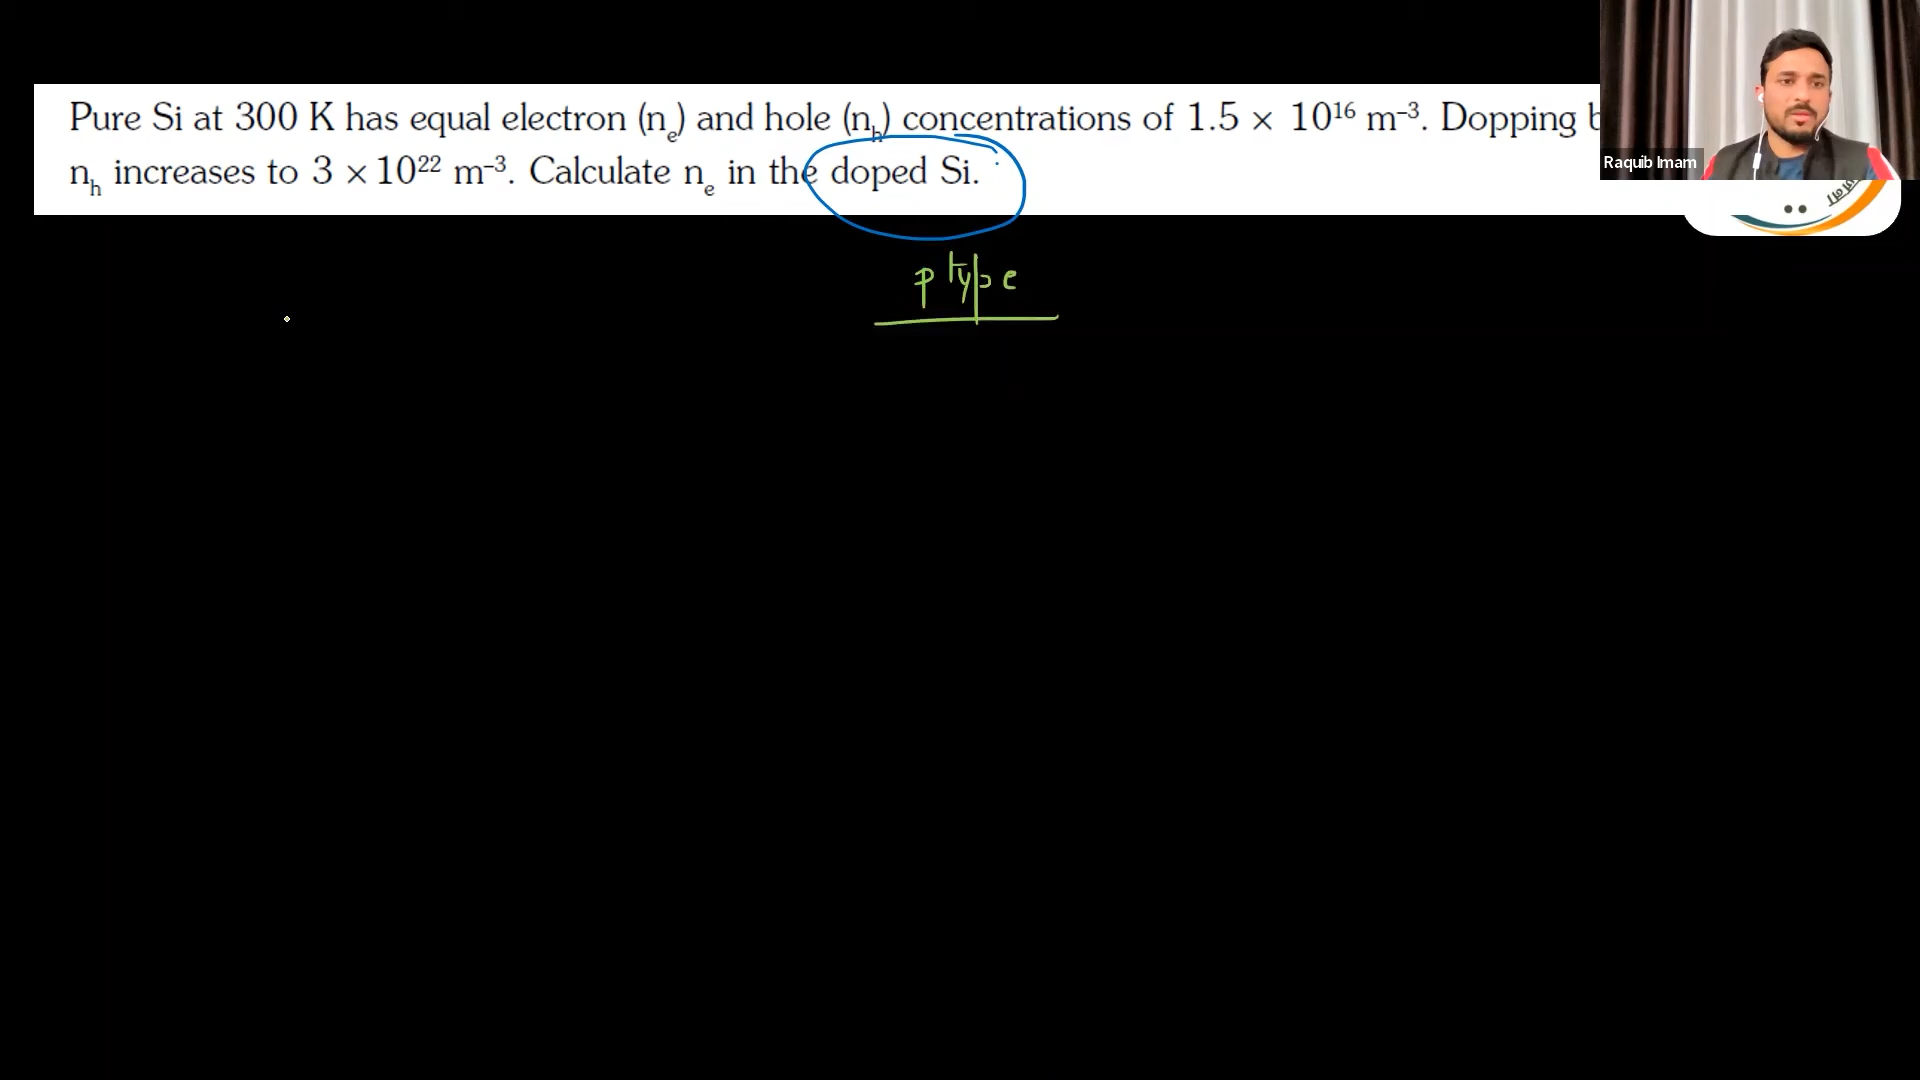 Pure Si at 300 K has equal electron (nₑ) and hole (nₕ) concentrations of 1.5 × 10¹⁶ m⁻³. Dopping
nₕ increases to 3 × 10²² m⁻³. Calculate nₑ in the doped Si.
Raquib Imam
p type